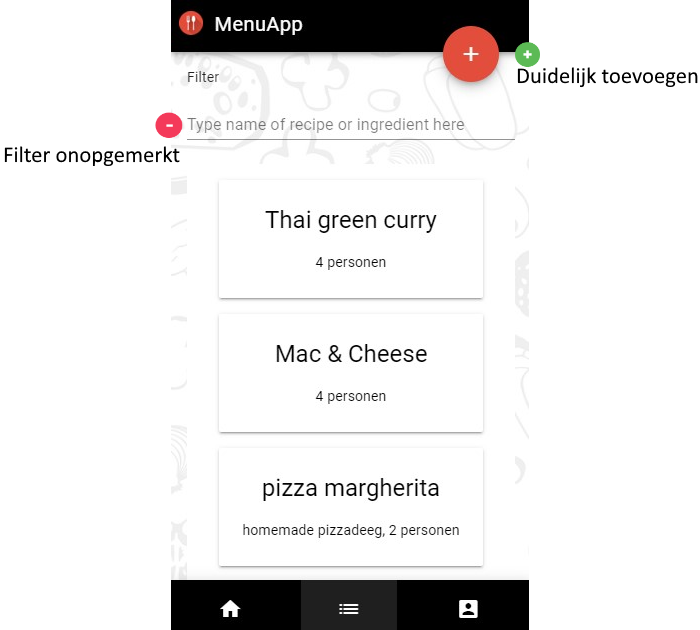 MenuApp
Filter
Duidelijk toevoegen
Type name of recipe or ingredient here
Filter onopgemerkt
Thai green curry
4 personen
Mac & Cheese
4 personen
pizza margherita
homemade pizzadeeg, 2 personen